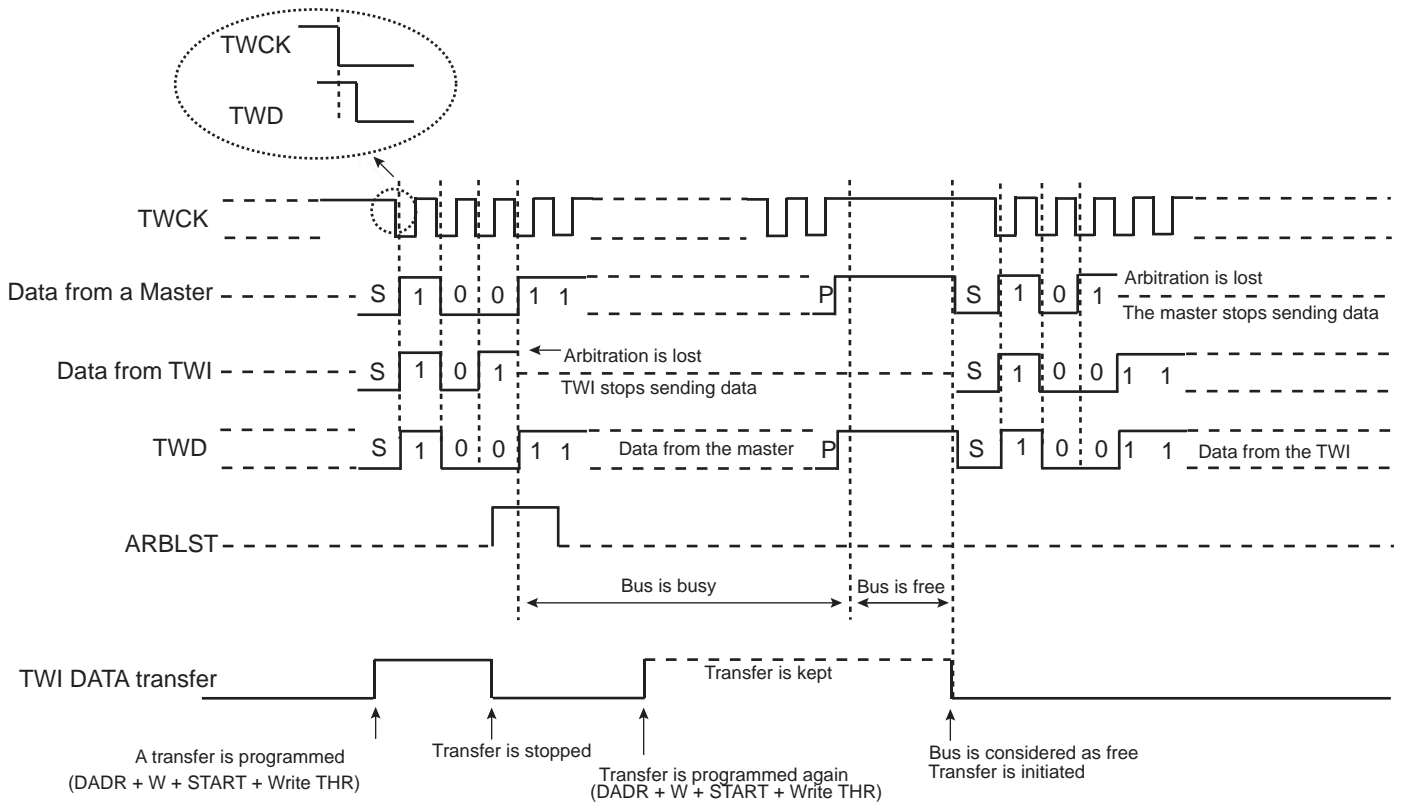 TWCK
TWD
TWCK
Data from a Master S 1 0 0 1 1 P S 1 0 1 Arbitration is lost
The master stops sending data
Data from TWI S 1 0 1 Arbitration is lost S 1 0 0 1 1
TWI stops sending data
TWD S 1 0 0 1 1 Data from the master P S 1 0 0 1 1 Data from the TWI
ARBLST
Bus is busy Bus is free
TWI DATA transfer Transfer is kept
A transfer is programmed
(DADR + W + START + Write THR)
Transfer is stopped
Transfer is programmed again
(DADR + W + START + Write THR)
Bus is considered as free
Transfer is initiated